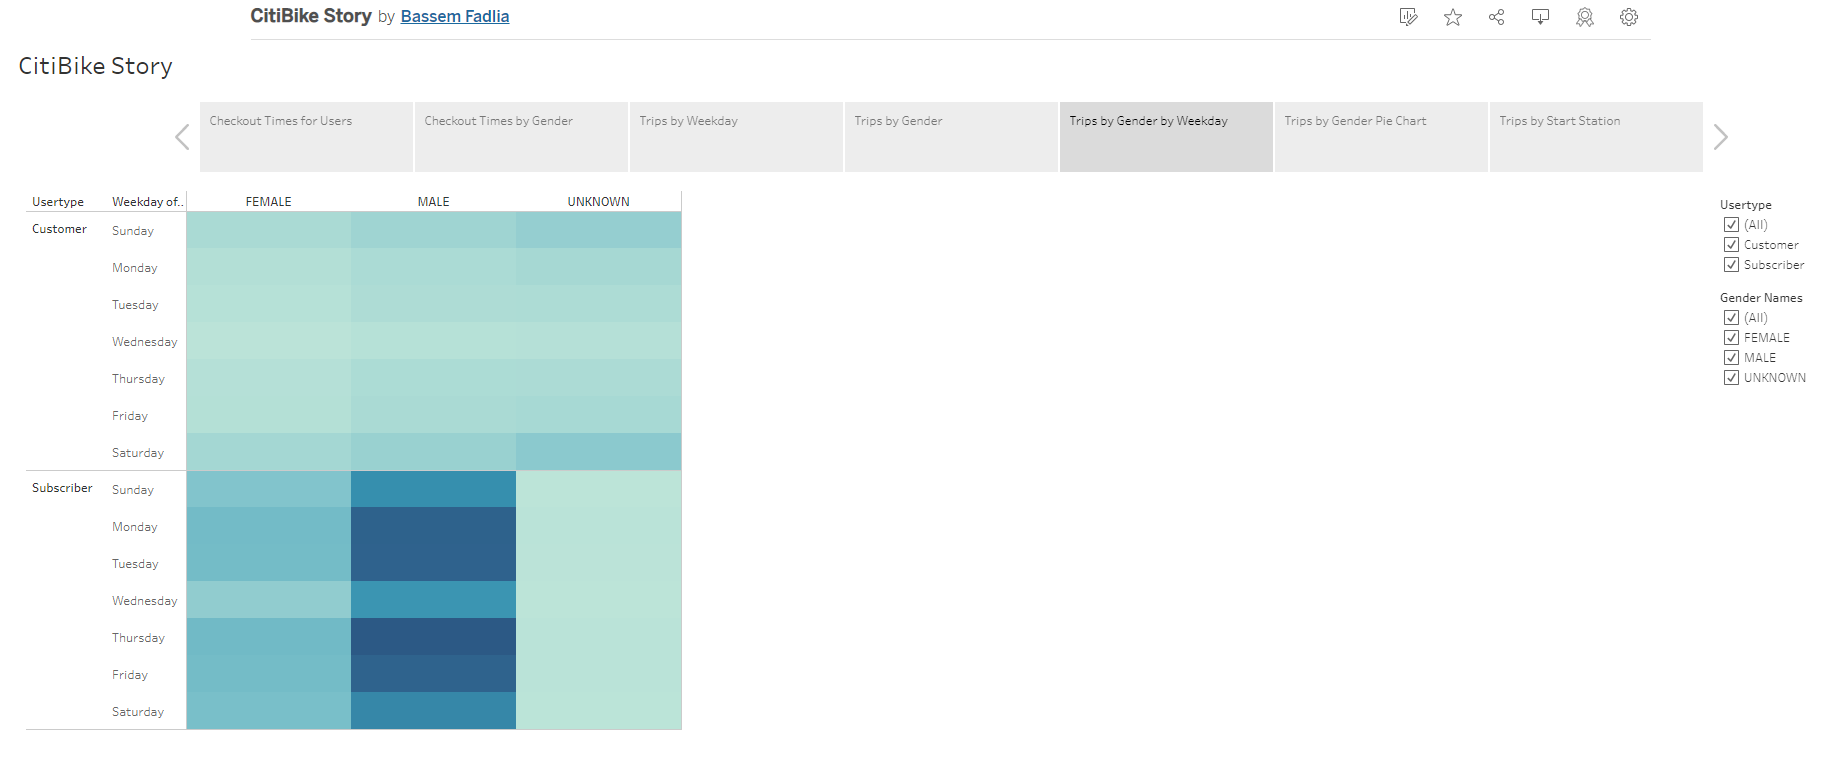 CitiBike Story by Bassem Fadlia
CitiBike Story
Checkout Times for Users
Checkout Times by Gender
Trips by Weekday
Trips by Gender
Trips by Gender by Weekday
Trips by Gender Pie Chart
Trips by Start Station
Usertype Weekday of.. FEMALE MALE UNKNOWN
Customer Sunday
Monday
Tuesday
Wednesday
Thursday
Friday
Saturday
Subscriber Sunday
Monday
Tuesday
Wednesday
Thursday
Friday
Saturday
Usertype
(All)
Customer
Subscriber
Gender Names
(All)
FEMALE
MALE
UNKNOWN